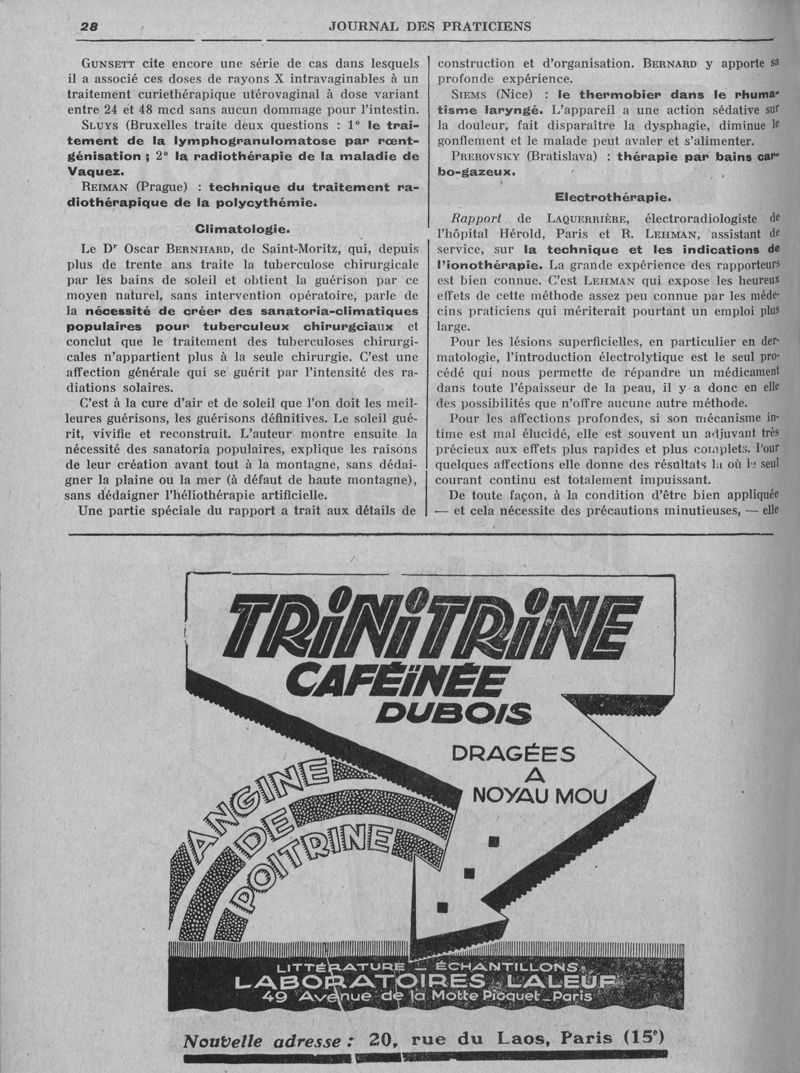 28
JOURNAL DES PRATICIENS
GUNSETT cite encore une série de cas dans lesquels
il a associé ces doses de rayons X intravaginables à un
traitement curiethérapique utérovaginal à dose variant
entre 24 et 48 mcd sans aucun dommage pour l'intestin.
SLUYS (Bruxelles traite deux questions : 1° le trai-
tement de la lymphogranulomatose par rœnt-
génisation ; 2° la radiothérapie de la maladie de
Vaquez.
REIMAN (Prague) : technique du traitement ra-
diothérapique de la polycythémie.
Climatologie.
Le Dr Oscar BERNHARD, de Saint-Moritz, qui, depuis
plus de trente ans traite la tuberculose chirurgicale
par les bains de soleil et obtient la guérison par ce
moyen naturel, sans intervention opératoire, parle de
la nécessité de créer des sanatoria-climatiques
populaires pour tuberculeux chirurgciaux et
conclut que le traitement des tuberculoses chirurgi-
cales n'appartient plus à la seule chirurgie. C'est une
affection générale qui se guérit par l'intensité des ra-
diations solaires.
C'est à la cure d'air et de soleil que l'on doit les meil-
leures guérisons, les guérisons définitives. Le soleil gué-
rit, vivifie et reconstruit. L'auteur montre ensuite la
nécessité des sanatoria populaires, explique les raisons
de leur création avant tout à la montagne, sans dédai-
gner la plaine ou la mer (à défaut de haute montagne),
sans dédaigner l'héliothérapie artificielle.
Une partie spéciale du rapport a trait aux détails de
construction et d'organisation. BERNARD y apporte sa
profonde expérience.
SIEMS (Nice) : le thermobier dans le rhuma-
tisme laryngé. L'appareil a une action sédative sur
la douleur, fait disparaître la dysphagie, diminue le
gonflement et le malade peut avaler et s'alimenter.
PREROVSKY (Bratislava) : thérapie par bains car-
bo-gazeux.
Electrothérapie.
Rapport de LAQUERRIÈRE, électroradiologiste de
l'hôpital Hérold, Paris et R. LEHMAN, assistant de
service, sur la technique et les indications de
l'ionothérapie. La grande expérience des rapporteurs
est bien connue. C'est LEHMAN qui expose les heureux
effets de cette méthode assez peu connue par les méde-
cins praticiens qui mériterait pourtant un emploi plus
large.
Pour les lésions superficielles, en particulier en der-
matologie, l'introduction électrolytique est le seul pro-
cédé qui nous permette de répandre un médicament
dans toute l'épaisseur de la peau, il y a donc en elle
des possibilités que n'offre aucune autre méthode.
Pour les affections profondes, si son mécanisme in-
time est mal élucidé, elle est souvent un adjuvant très
précieux aux effets plus rapides et plus complets. Pour
quelques affections elle donne des résultats là où le seul
courant continu est totalement impuissant.
De toute façon, à la condition d'être bien appliquée
— et cela nécessite des précautions minutieuses, — elle
TRINITRINE
CAFÉINÉE
DUBOIS
DRAGÉES
A
NOYAU MOU
ANGINE
DE
POITRINE
LITTÉRATURE – ÉCHANTILLONS
LABORATOIRES LALEUF
49 Avenue de la Motte Picquet – Paris
Nouvelle adresse : 20, rue du Laos, Paris (15e)